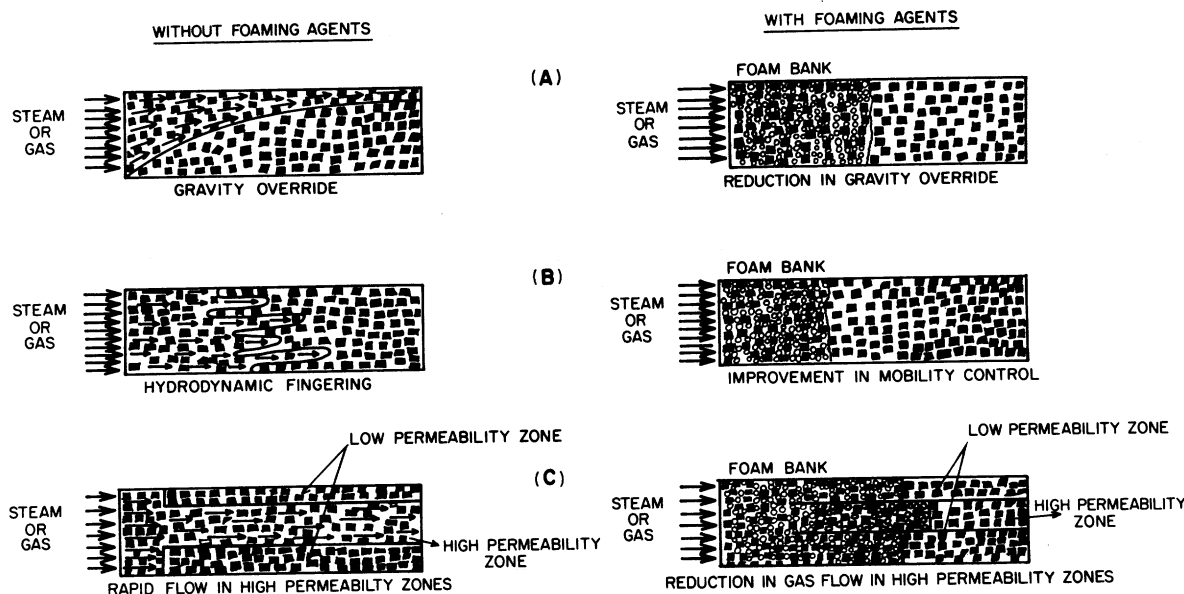 WITHOUT FOAMING AGENTS
WITH FOAMING AGENTS
(A)
STEAM
OR
GAS
GRAVITY OVERRIDE
FOAM BANK
STEAM
OR
GAS
REDUCTION IN GRAVITY OVERRIDE
(B)
STEAM
OR
GAS
HYDRODYNAMIC FINGERING
FOAM BANK
STEAM
OR
GAS
IMPROVEMENT IN MOBILITY CONTROL
(C)
LOW PERMEABILITY ZONE
STEAM
OR
GAS
HIGH PERMEABILITY
ZONE
RAPID FLOW IN HIGH PERMEABILTY ZONES
LOW PERMEABILITY ZONE
FOAM BANK
STEAM
OR
GAS
HIGH PERMEABILITY
ZONE
REDUCTION IN GAS FLOW IN HIGH PERMEABILITY ZONES